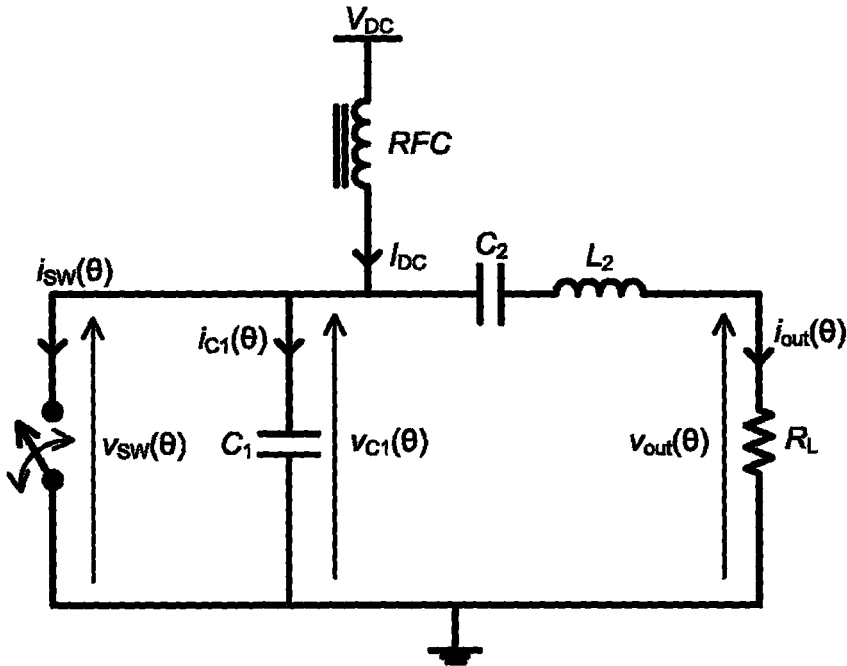 V_DC
RFC
I_DC
C_2
L_2
i_SW(θ)
i_C1(θ)
i_out(θ)
v_SW(θ)
C_1
v_C1(θ)
v_out(θ)
R_L